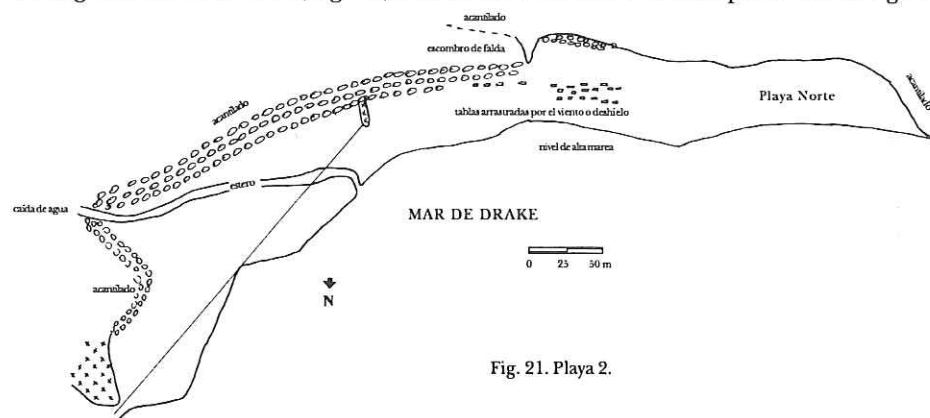 acantilado
escombro de falda
acantilado
acantilado
Playa Norte
tablas arrastradas por el viento o deshielo
nivel de alta marea
estero
caída de agua
MAR DE DRAKE
0 25 50 m
acantilado
N
Fig. 21. Playa 2.